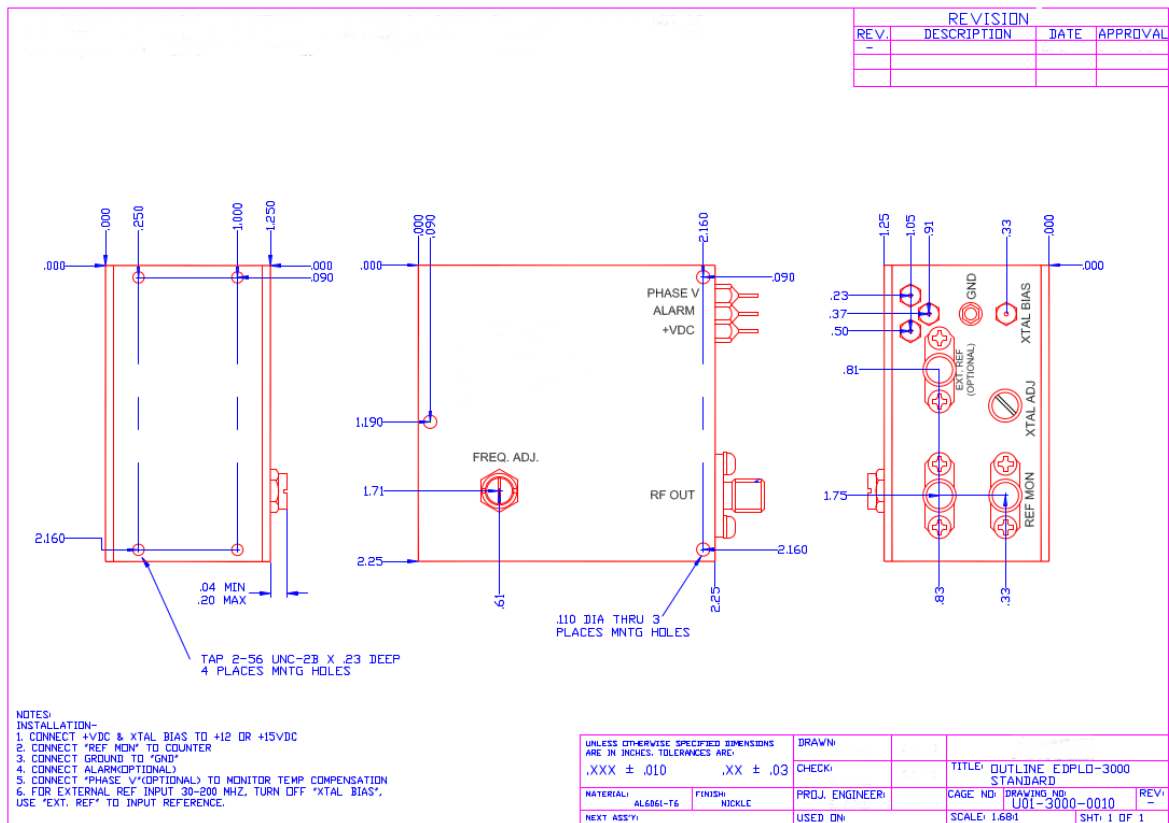 REVISION
REV. DESCRIPTION DATE APPROVAL
-
.000 .250 1.000 1.250
.000 .000
.090
2.160
.04 MIN
.20 MAX
TAP 2-56 UNC-2B X .23 DEEP
4 PLACES MNTG HOLES
.000 .090 2.160
.000 .090
PHASE V
ALARM
+VDC
1.190
FREQ. ADJ.
1.71
RF OUT
2.160
2.25
.61 2.25
.110 DIA THRU 3
PLACES MNTG HOLES
1.25 1.05 .91 .33 .000
.000
GND
XTAL BIAS
.23
.37
.50
.81
EXT. REF
(OPTIONAL)
XTAL ADJ
1.75
REF MON
.83 .33
NOTES:
INSTALLATION-
1. CONNECT +VDC & XTAL BIAS TO +12 OR +15VDC
2. CONNECT "REF MON" TO COUNTER
3. CONNECT GROUND TO "GND"
4. CONNECT ALARM(OPTIONAL)
5. CONNECT "PHASE V"(OPTIONAL) TO MONITOR TEMP COMPENSATION
6. FOR EXTERNAL REF INPUT 30-200 MHZ, TURN OFF "XTAL BIAS",
USE "EXT. REF" TO INPUT REFERENCE.
UNLESS OTHERWISE SPECIFIED DIMENSIONS
ARE IN INCHES. TOLERANCES ARE:
.XXX ± .010 .XX ± .03
MATERIAL: AL6061-T6
FINISH: NICKLE
NEXT ASS'Y:
DRAWN:
CHECK:
PROJ. ENGINEER:
USED ON:
TITLE: OUTLINE EDPLO-3000
STANDARD
CAGE NO: DRAWING NO: REV:
U01-3000-0010 -
SCALE: 1.68:1 SHT: 1 OF 1